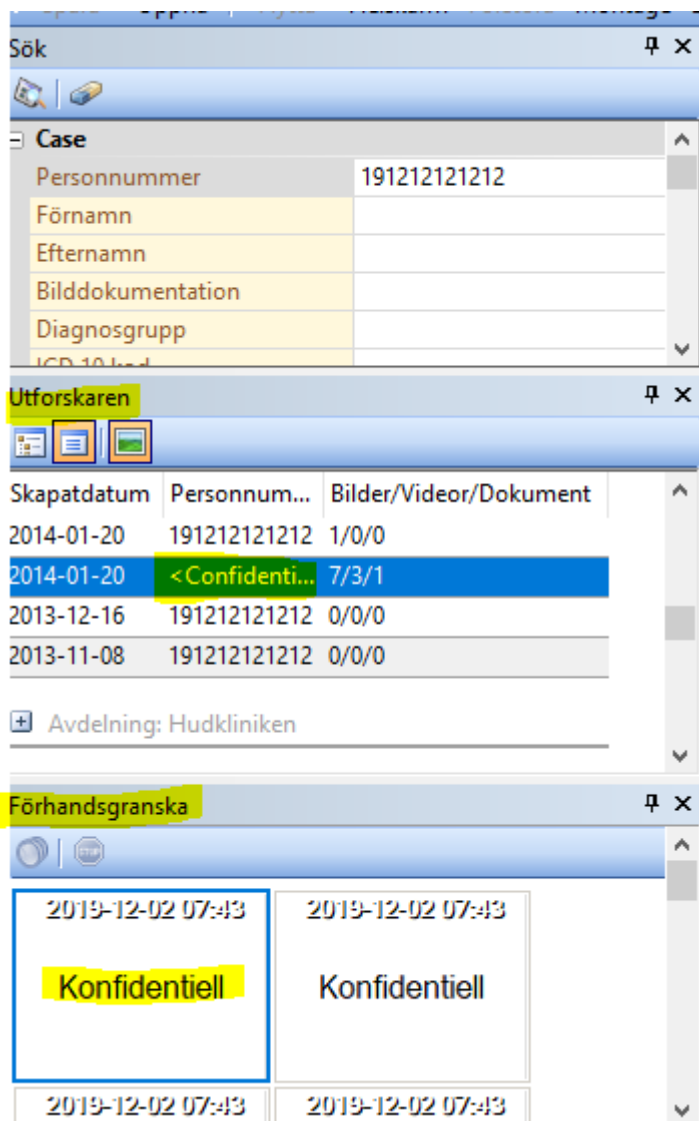 Sök
Case
Personnummer 191212121212
Förnamn
Efternamn
Bilddokumentation
Diagnosgrupp
Utforskaren
Skapatdatum Personnum... Bilder/Videor/Dokument
2014-01-20 191212121212 1/0/0
2014-01-20 <Confidenti... 7/3/1
2013-12-16 191212121212 0/0/0
2013-11-08 191212121212 0/0/0
Avdelning: Hudkliniken
Förhandsgranska
2019-12-02 07:43 2019-12-02 07:43
Konfidentiell Konfidentiell
2019-12-02 07:43 2019-12-02 07:43